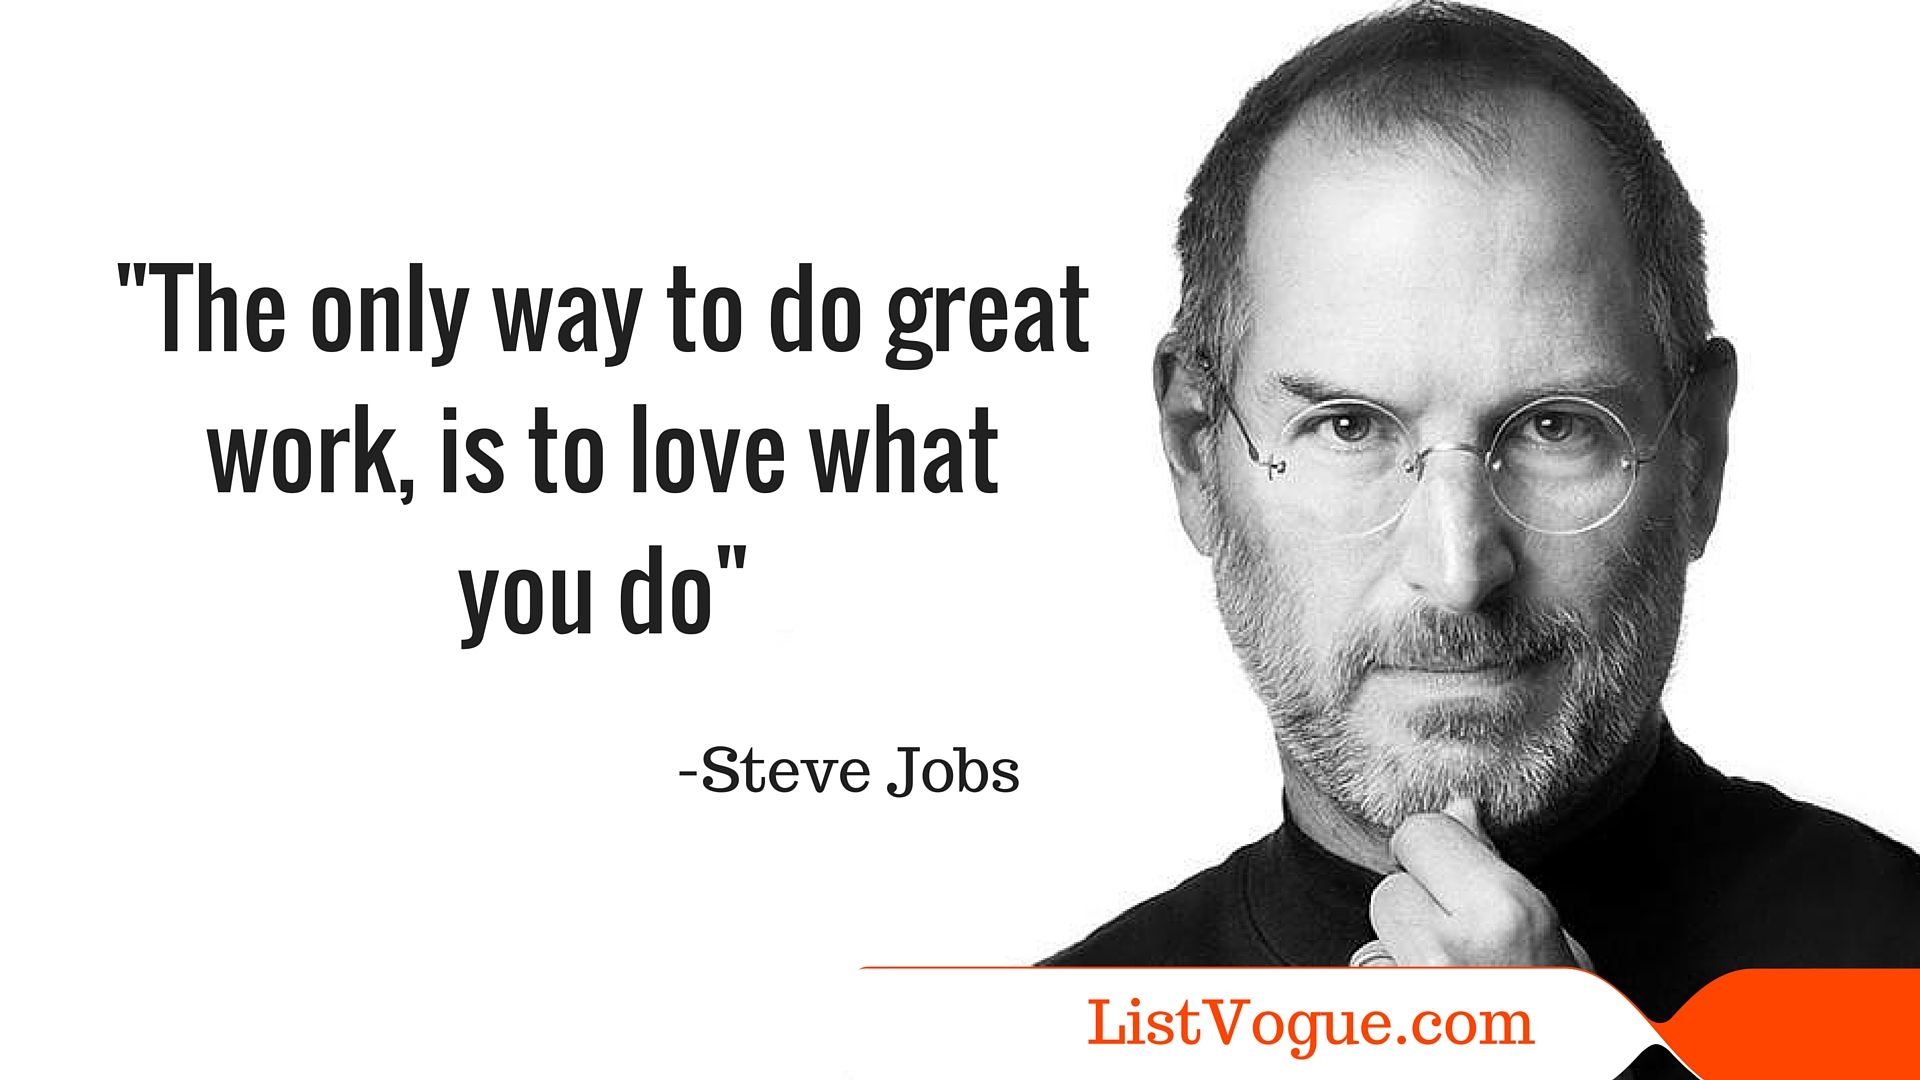 "The only way to do great
work, is to love what
you do"
-Steve Jobs
ListVogue.com